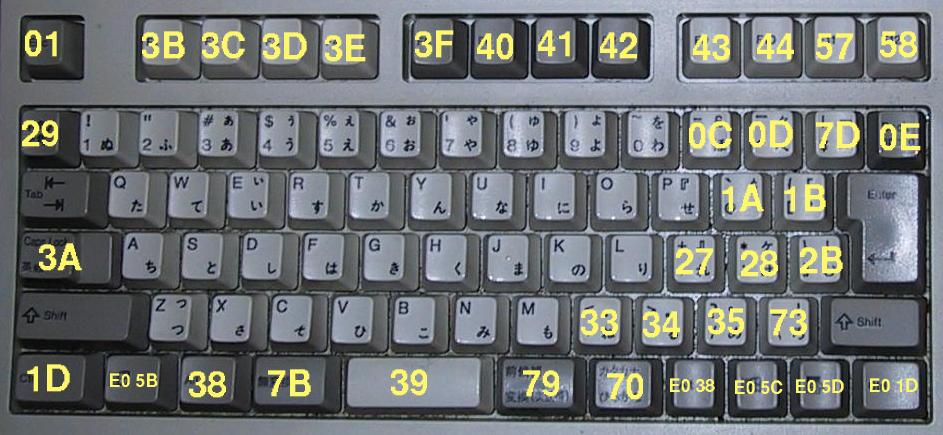 01 3B 3C 3D 3E 3F 40 41 42 43 44 57 58
29 ! 1 ぬ " 2 ふ # ぁ 3 あ $ ぅ 4 う % ぇ 5 え & ぉ 6 お ' ゃ 7 や ( ゅ 8 ゆ ) ょ 9 よ ~ を 0 わ 0C 0D 7D 0E
Tab Q た W て E ぃ い R す T か Y ん U な I に O ら P 『 せ 1A 1B Enter
3A A ち S と D し F は G き H く J ま K の L り 27 28 2B
Shift Z っ つ X さ C そ V ひ B こ N み M も 33 34 35 73 Shift
1D E0 5B 38 7B 39 79 70 E0 38 E0 5C E0 5D E0 1D